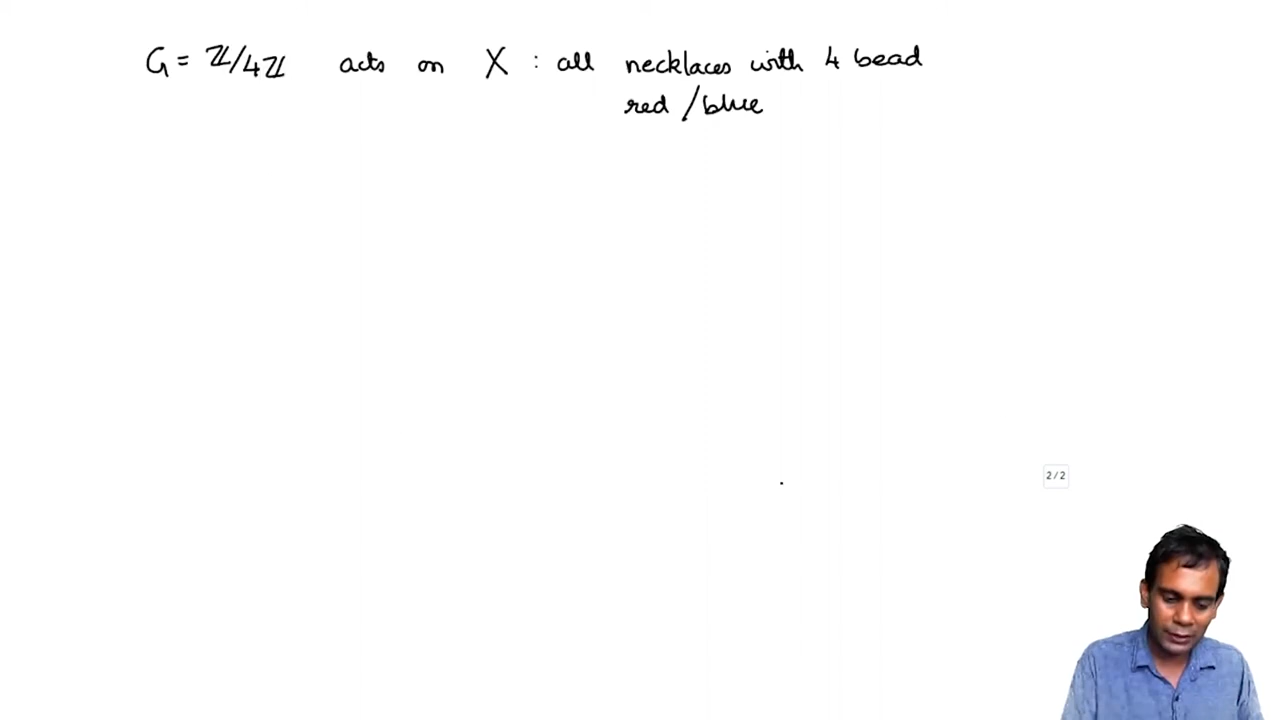 G = ℤ/4ℤ acts on X : all necklaces with 4 bead
red/blue
2/2